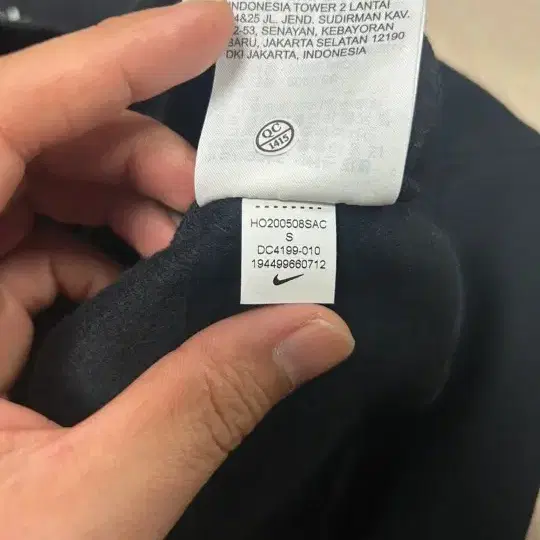 INDONESIA TOWER 2 LANTAI
4&25 JL. JEND. SUDIRMAN KAV.
2-53, SENAYAN, KEBAYORAN
BARU, JAKARTA SELATAN 12190
DKI JAKARTA, INDONESIA
QC
1415
HO200508SAC
S
DC4199-010
194499660712